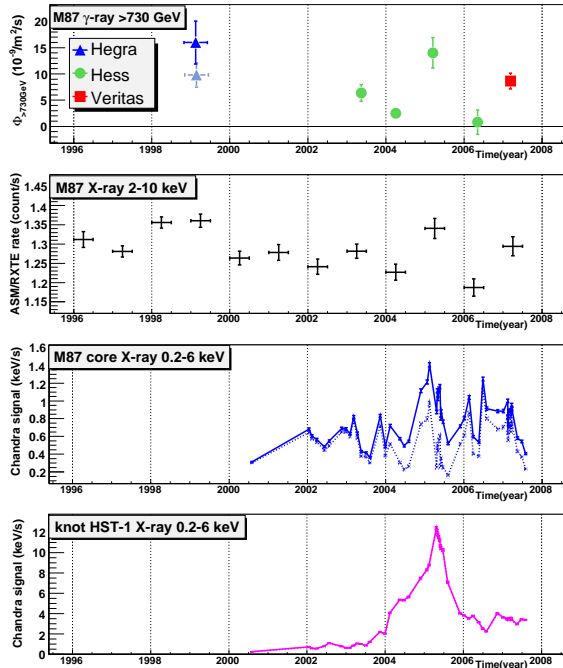 M87 γ-ray >730 GeV
Φ>730GeV (10⁻⁹/m²/s)
20
15
10
5
0
Hegra
Hess
Veritas
1996 1998 2000 2002 2004 2006 2008
Time(year)
M87 X-ray 2-10 keV
ASM/RXTE rate (count/s)
1.45
1.4
1.35
1.3
1.25
1.2
1.15
1996 1998 2000 2002 2004 2006 2008
Time(year)
M87 core X-ray 0.2-6 keV
Chandra signal (keV/s)
1.6
1.4
1.2
1
0.8
0.6
0.4
0.2
1996 1998 2000 2002 2004 2006 2008
Time(year)
knot HST-1 X-ray 0.2-6 keV
Chandra signal (keV/s)
12
10
8
6
4
2
0
1996 1998 2000 2002 2004 2006 2008
Time(year)